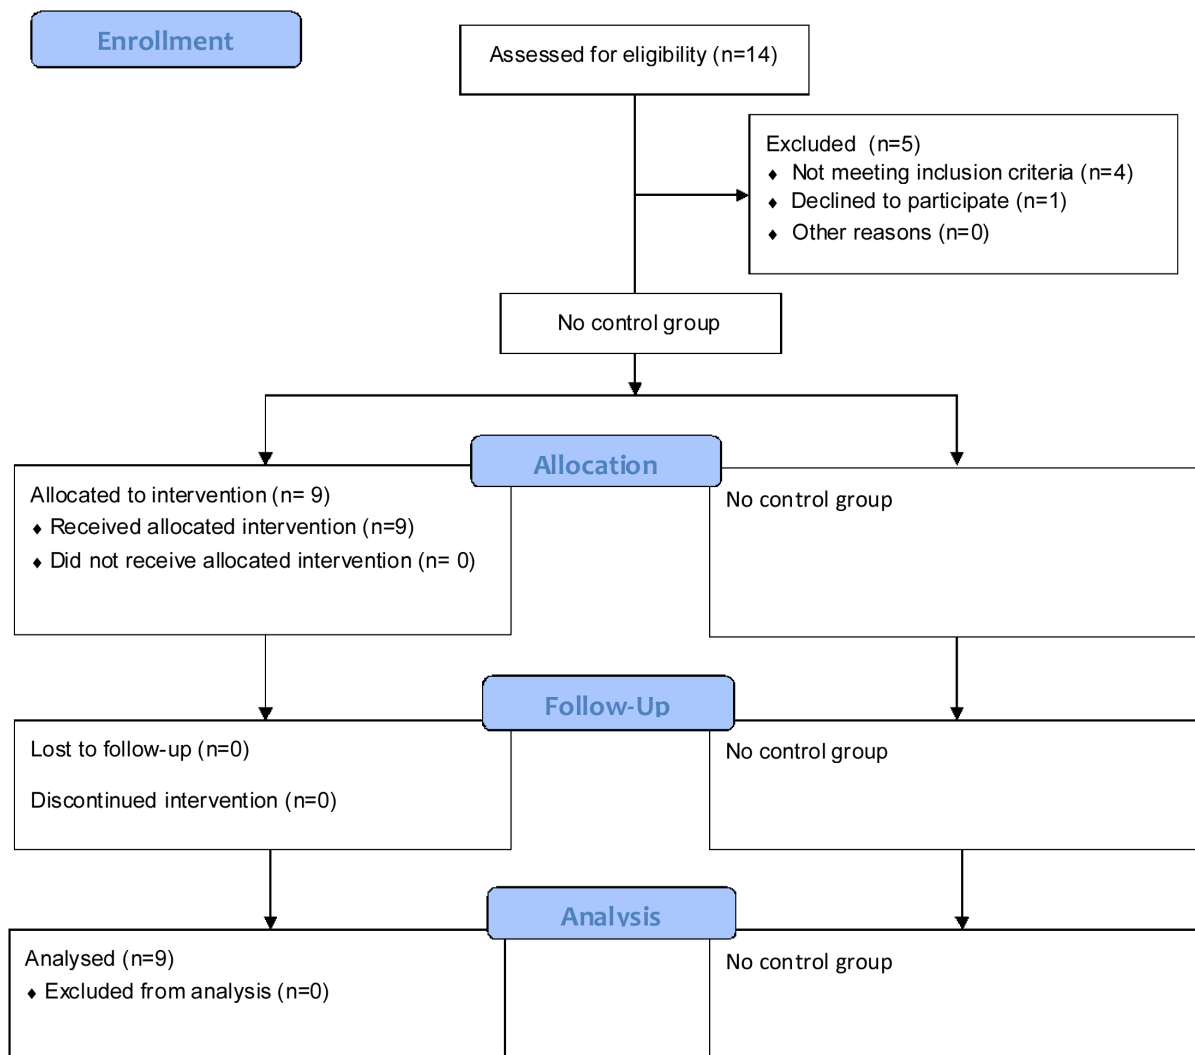 Enrollment
Assessed for eligibility (n=14)
Excluded (n=5)
♦ Not meeting inclusion criteria (n=4)
♦ Declined to participate (n=1)
♦ Other reasons (n=0)
No control group
Allocation
Allocated to intervention (n= 9)
♦ Received allocated intervention (n=9)
♦ Did not receive allocated intervention (n= 0)
No control group
Follow-Up
Lost to follow-up (n=0)
Discontinued intervention (n=0)
No control group
Analysis
Analysed (n=9)
♦ Excluded from analysis (n=0)
No control group